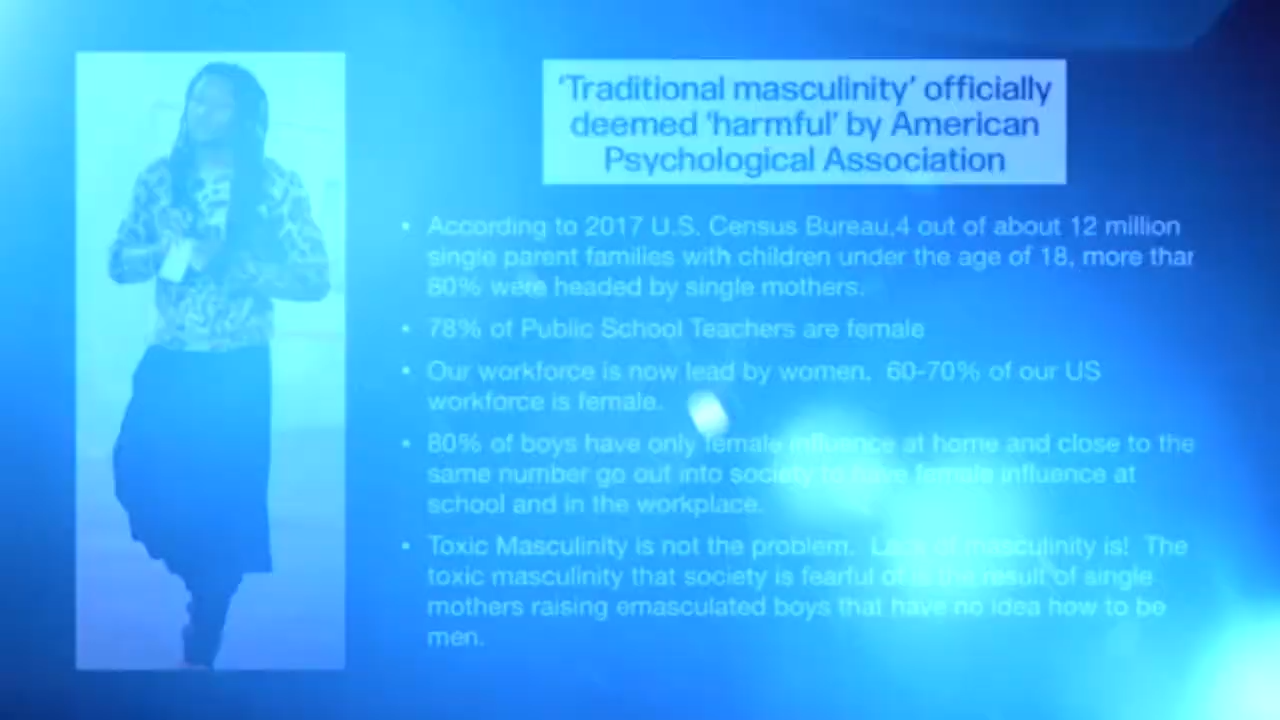 ‘Traditional masculinity’ officially
deemed ‘harmful’ by American
Psychological Association
• According to 2017 U.S. Census Bureau,4 out of about 12 million
single parent families with children under the age of 18, more than
80% were headed by single mothers.
• 78% of Public School Teachers are female
• Our workforce is now lead by women.  60-70% of our US
workforce is female.
• 80% of boys have only female influence at home and close to the
same number go out into society to have female influence at
school and in the workplace.
• Toxic Masculinity is not the problem.  Lack of masculinity is!  The
toxic masculinity that society is fearful of is the result of single
mothers raising emasculated boys that have no idea how to be
men.